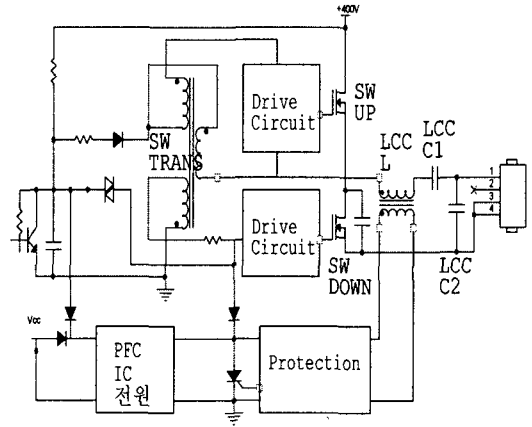 +400V
Drive
Circuit
SW
UP
SW
TRANS
LCC
L
LCC
C1
1
2
3
4
Drive
Circuit
SW
DOWN
LCC
C2
Vcc
PFC
IC
전원
Protection